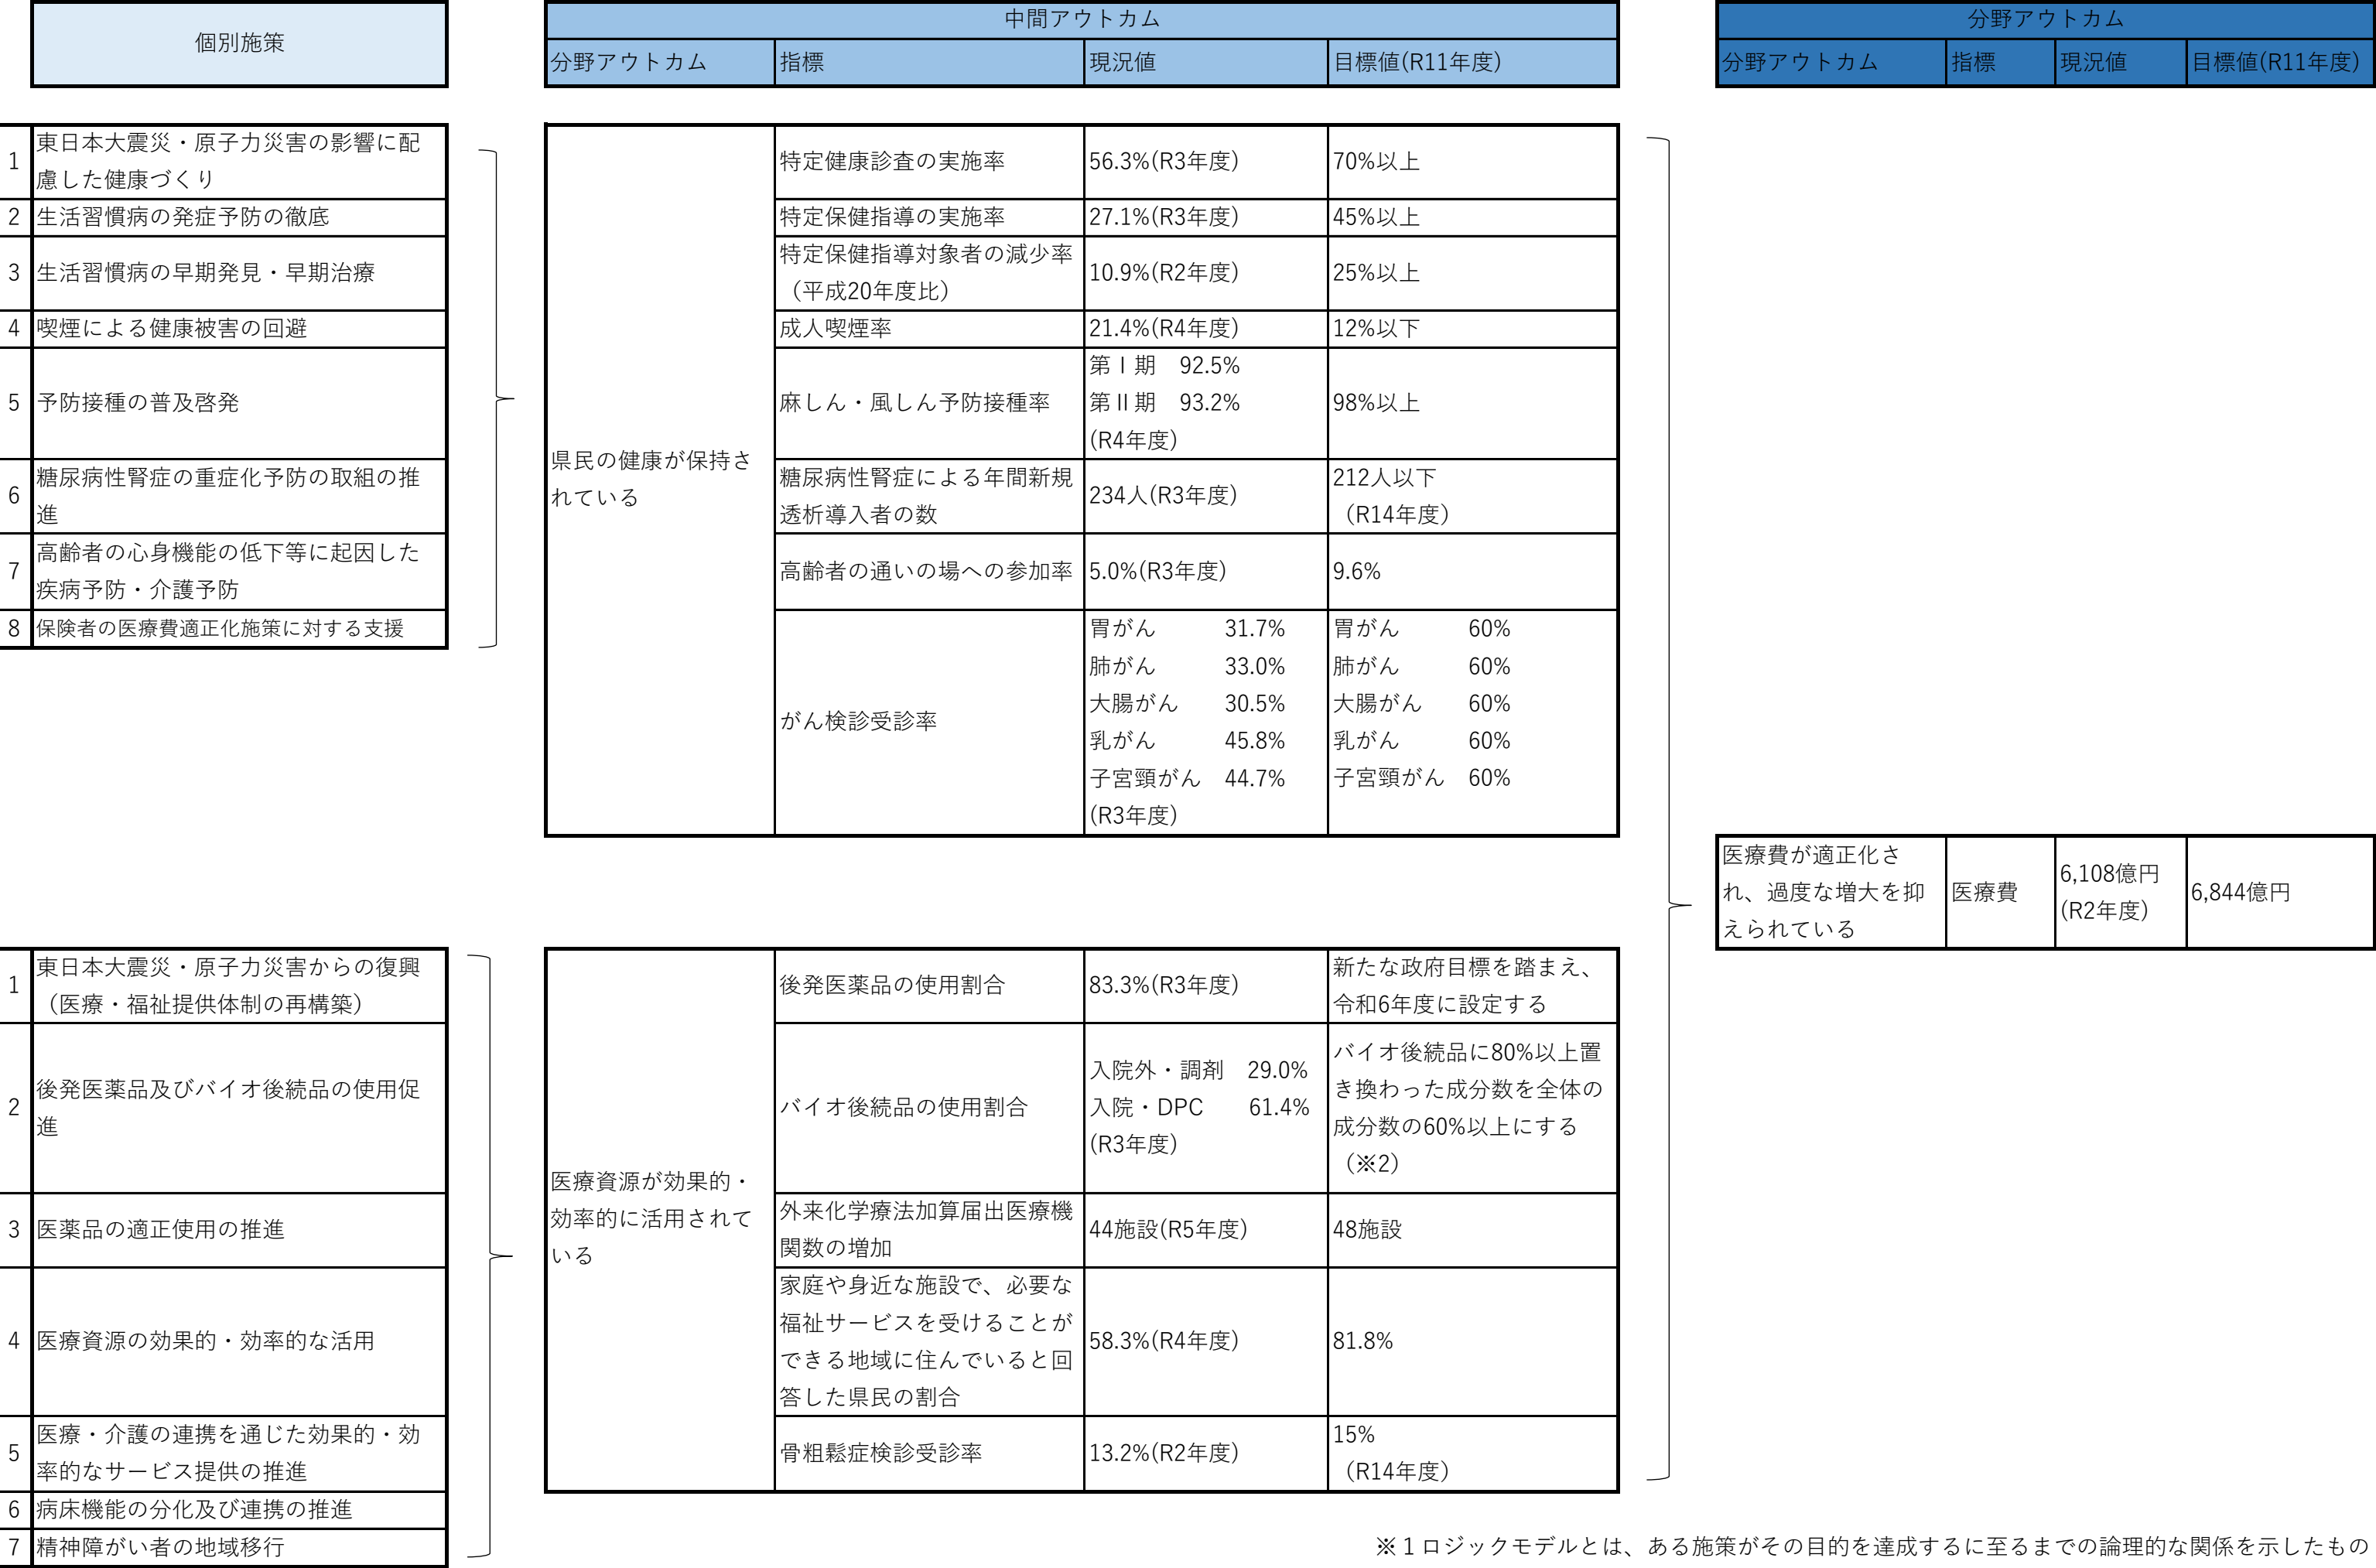 個別施策
中間アウトカム
分野アウトカム 指標 現況値 目標値(R11年度)
分野アウトカム
分野アウトカム 指標 現況値 目標値(R11年度)
1 東日本大震災・原子力災害の影響に配
慮した健康づくり
2 生活習慣病の発症予防の徹底
3 生活習慣病の早期発見・早期治療
4 喫煙による健康被害の回避
5 予防接種の普及啓発
6 糖尿病性腎症の重症化予防の取組の推
進
7 高齢者の心身機能の低下等に起因した
疾病予防・介護予防
8 保険者の医療費適正化施策に対する支援
県民の健康が保持さ
れている
特定健康診査の実施率 56.3%(R3年度) 70%以上
特定保健指導の実施率 27.1%(R3年度) 45%以上
特定保健指導対象者の減少率
（平成20年度比）
10.9%(R2年度) 25%以上
成人喫煙率 21.4%(R4年度) 12%以下
麻しん・風しん予防接種率
第Ⅰ期 92.5%
第Ⅱ期 93.2%
(R4年度)
98%以上
糖尿病性腎症による年間新規
透析導入者の数
234人(R3年度)
212人以下
（R14年度）
高齢者の通いの場への参加率 5.0%(R3年度) 9.6%
がん検診受診率
胃がん 31.7%
肺がん 33.0%
大腸がん 30.5%
乳がん 45.8%
子宮頸がん 44.7%
(R3年度)
胃がん 60%
肺がん 60%
大腸がん 60%
乳がん 60%
子宮頸がん 60%
医療費が適正化さ
れ、過度な増大を抑
えられている
医療費
6,108億円
(R2年度)
6,844億円
1 東日本大震災・原子力災害からの復興
（医療・福祉提供体制の再構築）
2 後発医薬品及びバイオ後続品の使用促
進
3 医薬品の適正使用の推進
4 医療資源の効果的・効率的な活用
5 医療・介護の連携を通じた効果的・効
率的なサービス提供の推進
6 病床機能の分化及び連携の推進
7 精神障がい者の地域移行
医療資源が効果的・
効率的に活用されて
いる
後発医薬品の使用割合 83.3%(R3年度)
新たな政府目標を踏まえ、
令和6年度に設定する
バイオ後続品の使用割合
入院外・調剤 29.0%
入院・DPC 61.4%
(R3年度)
バイオ後続品に80%以上置
き換わった成分数を全体の
成分数の60%以上にする
（※2）
外来化学療法加算届出医療機
関数の増加
44施設(R5年度) 48施設
家庭や身近な施設で、必要な
福祉サービスを受けることが
できる地域に住んでいると回
答した県民の割合
58.3%(R4年度) 81.8%
骨粗鬆症検診受診率 13.2%(R2年度)
15%
（R14年度）
※１ロジックモデルとは、ある施策がその目的を達成するに至るまでの論理的な関係を示したもの